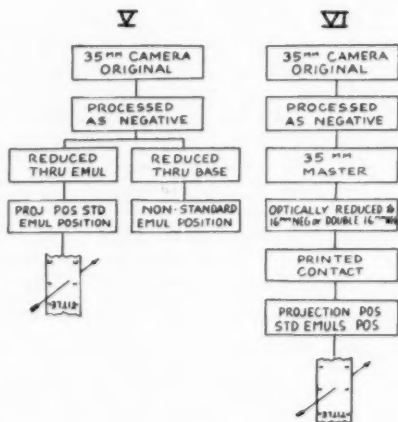 V
35MM CAMERA
ORIGINAL
PROCESSED
AS NEGATIVE
REDUCED
THRU EMUL
REDUCED
THRU BASE
PROJ POS STD
EMUL POSITION
NON-STANDARD
EMUL POSITION
TITLE
VI
35MM CAMERA
ORIGINAL
PROCESSED
AS NEGATIVE
35 MM
MASTER
OPTICALLY REDUCED to
16MM NEG or DOUBLE 16MM NEG
PRINTED
CONTACT
PROJECTION POS
STD EMULS POS
TITLE